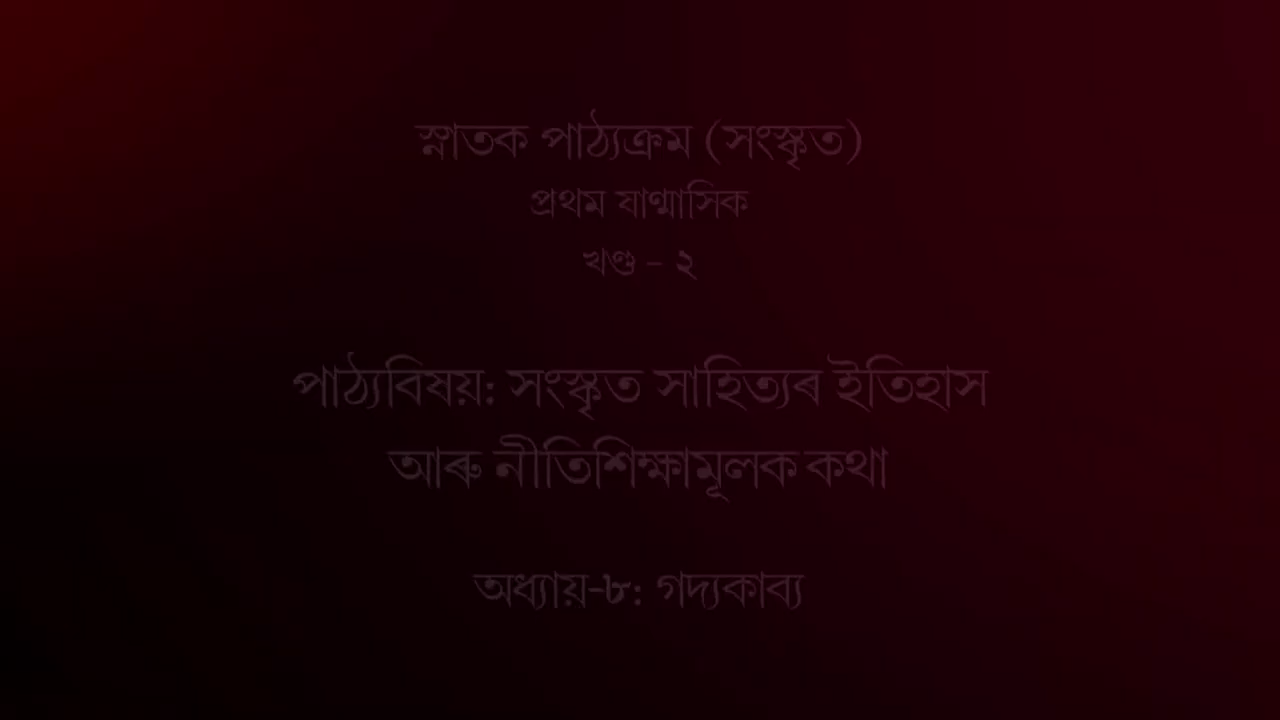 স্নাতক পাঠ্যক্ৰম (সংস্কৃত)
প্ৰথম ষাণ্মাসিক
খণ্ড – ২
পাঠ্যবিষয়: সংস্কৃত সাহিত্যৰ ইতিহাস
আৰু নীতিশিক্ষামূলক কথা
অধ্যায়-৮: গদ্যকাব্য